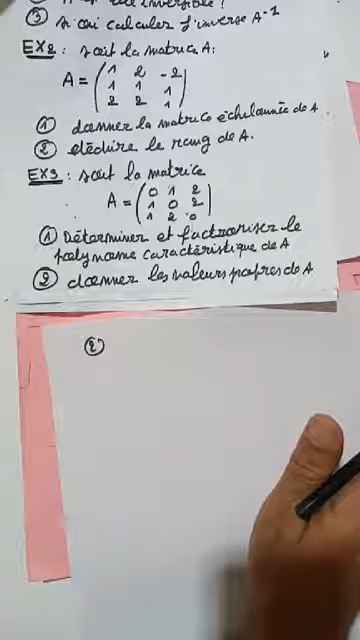 inversible ?
③ si oui calculer l'inverse A⁻¹
EX2 : soit la matrice A :
A = ( 1 2 -2
1 1 1
2 2 1 )
① donner la matrice échelonnée de A
② déduire le rang de A.
EX3 : soit la matrice
A = ( 0 1 2
1 0 2
1 2 0 )
① Déterminer et factoriser le
polynome caractéristique de A
② donner les valeurs propres de A
②